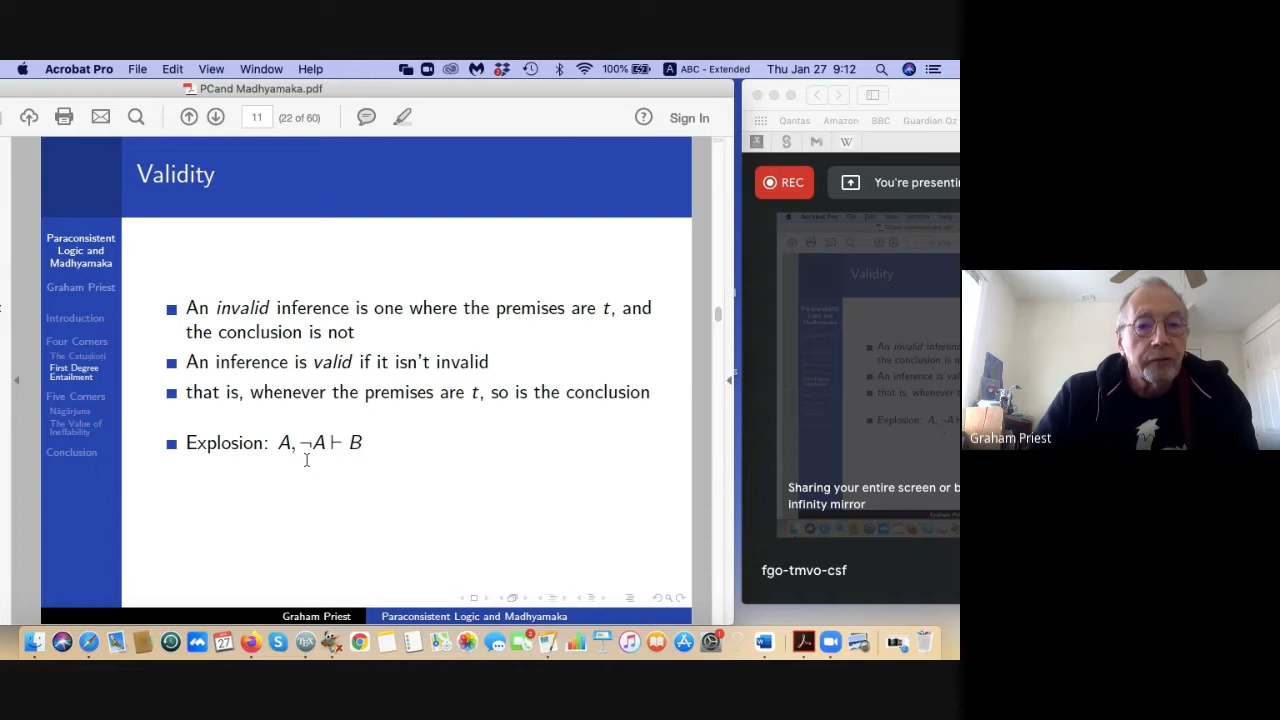 Acrobat Pro File Edit View Window Help 100% A ABC - Extended Thu Jan 27 9:12
PCand Madhyamaka.pdf
11 (22 of 60) Sign In
Validity
Paraconsistent
Logic and
Madhyamaka
Graham Priest
Introduction
Four Corners
The Catuskoṭi
First Degree
Entailment
Five Corners
Nāgārjuna
The Value of
Ineffability
Conclusion
An invalid inference is one where the premises are t, and
the conclusion is not
An inference is valid if it isn't invalid
that is, whenever the premises are t, so is the conclusion
Explosion: A, ¬A ⊢ B
Graham Priest Paraconsistent Logic and Madhyamaka
Qantas Amazon BBC Guardian Oz
REC You're presenti
Validity
Sharing your entire screen or b
infinity mirror
fgo-tmvo-csf
Graham Priest